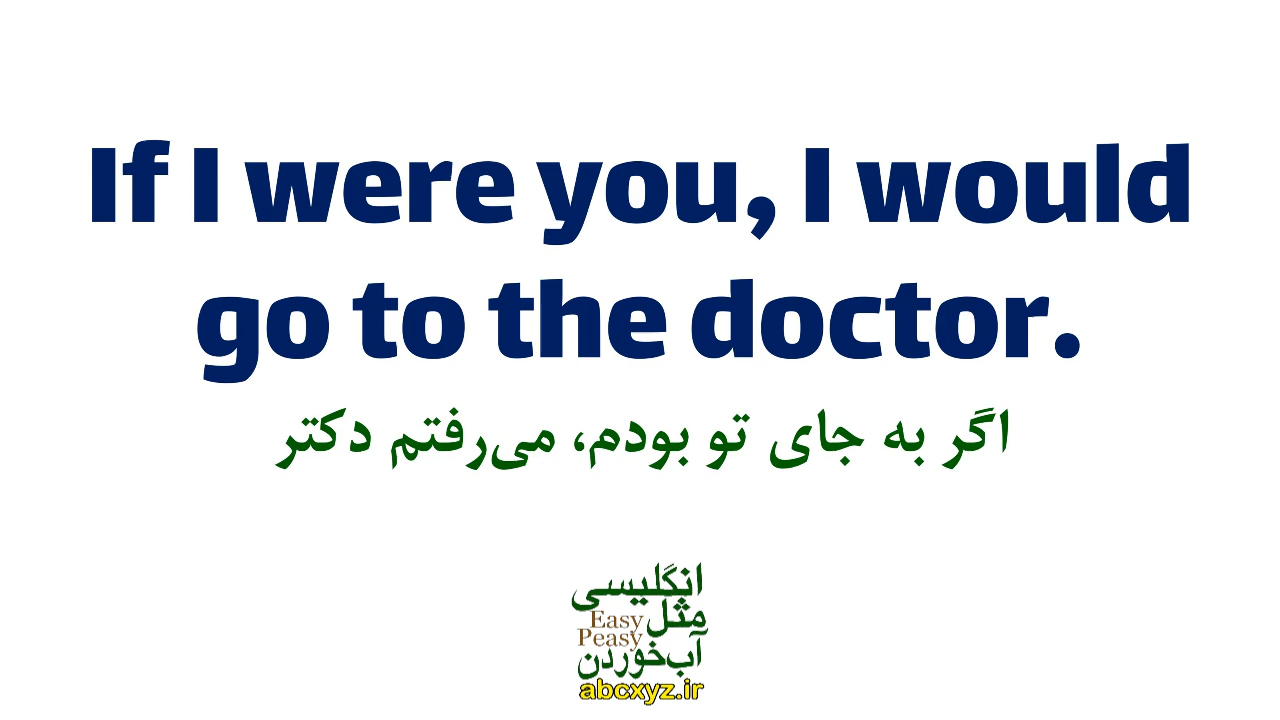 If I were you, I would
go to the doctor.
اگر به جای تو بودم، می‌رفتم دکتر
انگلیسی
مثل
Easy
Peasy
آب‌خوردن
abcxyz.ir